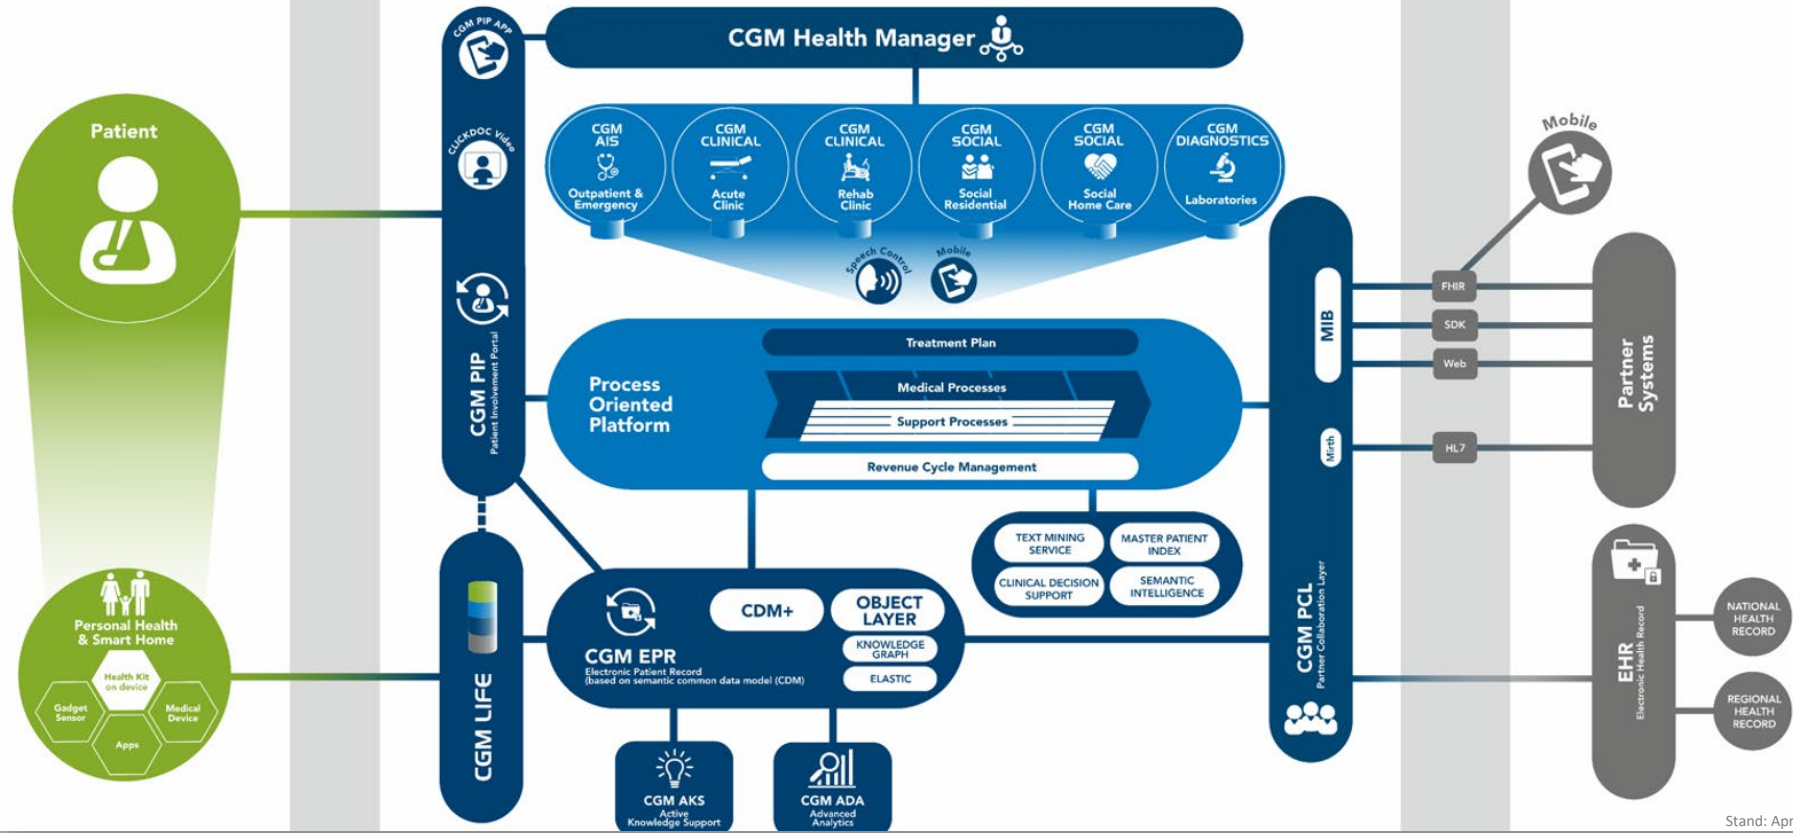 Patient
Personal Health
& Smart Home
Health Kit
on device
Gadget
Sensor
Medical
Device
Apps
CGM PIP APP
CLICKDOC Video
CGM PIP
Patient Involvement Portal
CGM LIFE
CGM Health Manager
CGM
AIS
Outpatient &
Emergency
CGM
CLINICAL
Acute
Clinic
CGM
CLINICAL
Rehab
Clinic
CGM
SOCIAL
Social
Residential
CGM
SOCIAL
Social
Home Care
CGM
DIAGNOSTICS
Laboratories
Speech Control
Mobile
Process
Oriented
Platform
Treatment Plan
Medical Processes
Support Processes
Revenue Cycle Management
TEXT MINING
SERVICE
MASTER PATIENT
INDEX
CLINICAL DECISION
SUPPORT
SEMANTIC
INTELLIGENCE
CGM EPR
Electronic Patient Record
(based on semantic common data model (CDM)
CDM+
OBJECT
LAYER
KNOWLEDGE
GRAPH
ELASTIC
CGM AKS
Active
Knowledge Support
CGM ADA
Advanced
Analytics
MIB
Mirth
CGM PCL
Partner Collaboration Layer
FHIR
SDK
Web
HL7
Mobile
Partner
Systems
EHR
Electronic Health Record
NATIONAL
HEALTH
RECORD
REGIONAL
HEALTH
RECORD
Stand: Apr